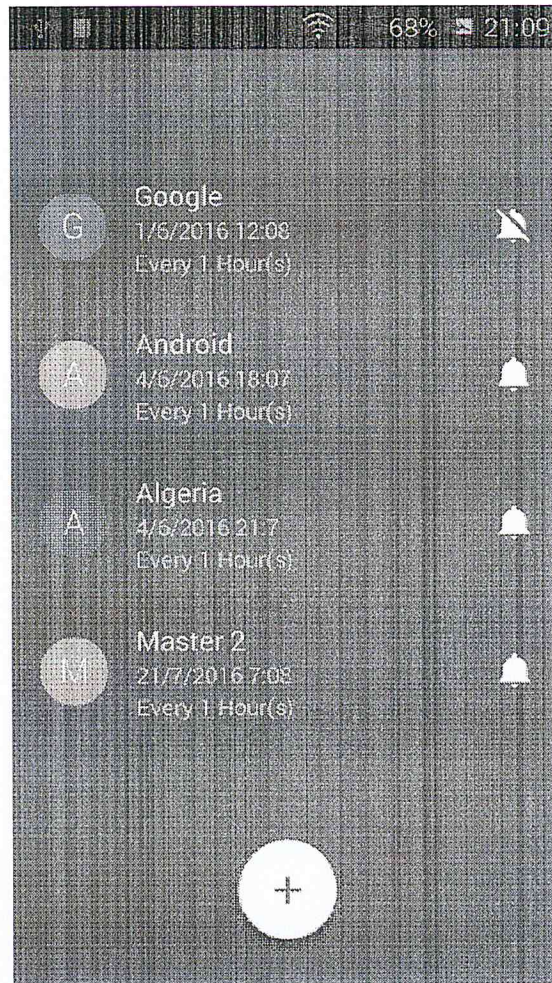 68% 21:09
G
Google
1/6/2016 12:08
Every 1 Hour(s)
A
Android
4/6/2016 18:07
Every 1 Hour(s)
A
Algeria
4/6/2016 21:7
Every 1 Hour(s)
M
Master 2
21/7/2016 7:08
Every 1 Hour(s)
+